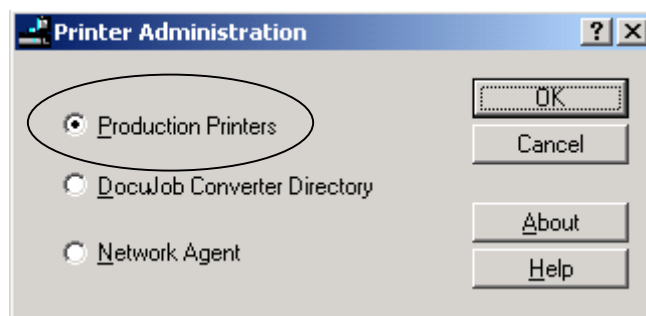 Printer Administration
? X
OK
Production Printers
Cancel
DocuJob Converter Directory
About
Network Agent
Help